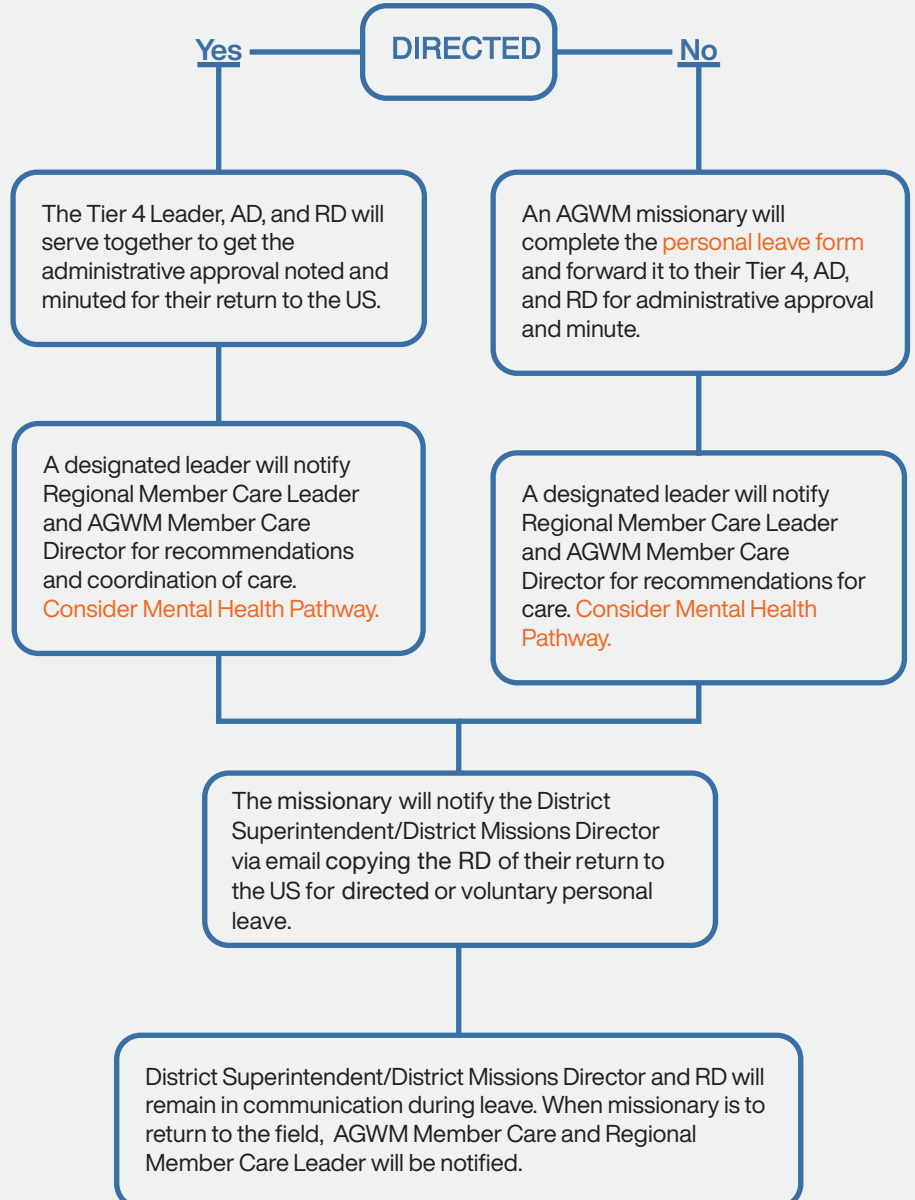 Yes DIRECTED No
The Tier 4 Leader, AD, and RD will
serve together to get the
administrative approval noted and
minuted for their return to the US.
An AGWM missionary will
complete the personal leave form
and forward it to their Tier 4, AD,
and RD for administrative approval
and minute.
A designated leader will notify
Regional Member Care Leader
and AGWM Member Care
Director for recommendations
and coordination of care.
Consider Mental Health Pathway.
A designated leader will notify
Regional Member Care Leader
and AGWM Member Care
Director for recommendations for
care. Consider Mental Health
Pathway.
The missionary will notify the District
Superintendent/District Missions Director
via email copying the RD of their return to
the US for directed or voluntary personal
leave.
District Superintendent/District Missions Director and RD will
remain in communication during leave. When missionary is to
return to the field, AGWM Member Care and Regional
Member Care Leader will be notified.